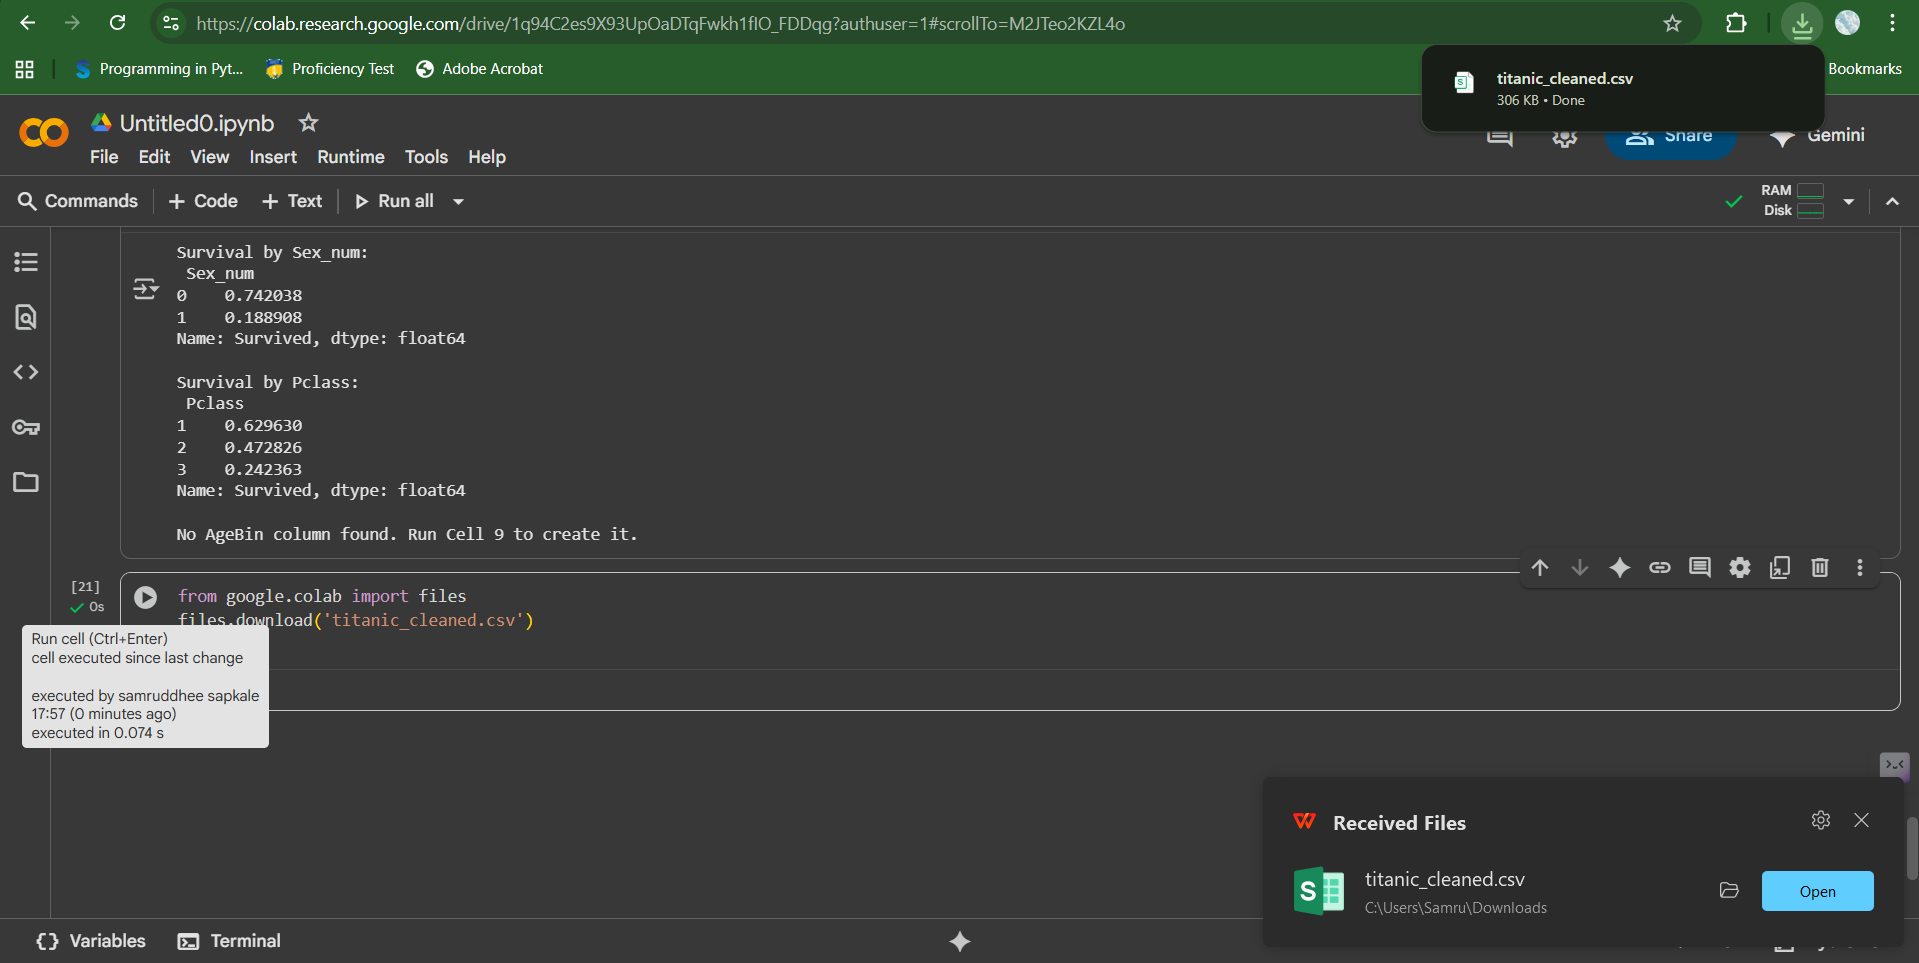 https://colab.research.google.com/drive/1q94C2es9X93UpOaDTqFwkh1fIO_FDDqg?authuser=1#scrollTo=M2JTeo2KZL4o
Programming in Pyt...
Proficiency Test
Adobe Acrobat
Bookmarks
titanic_cleaned.csv
306 KB • Done
Untitled0.ipynb
File Edit View Insert Runtime Tools Help
Share
Gemini
Commands
+ Code
+ Text
Run all
RAM
Disk
Survival by Sex_num:
Sex_num
0    0.742038
1    0.188908
Name: Survived, dtype: float64
Survival by Pclass:
Pclass
1    0.629630
2    0.472826
3    0.242363
Name: Survived, dtype: float64
No AgeBin column found. Run Cell 9 to create it.
[21]
0s
from google.colab import files
files.download('titanic_cleaned.csv')
Run cell (Ctrl+Enter)
cell executed since last change
executed by samruddhee sapkale
17:57 (0 minutes ago)
executed in 0.074 s
Received Files
titanic_cleaned.csv
C:\Users\Samru\Downloads
Open
Variables
Terminal